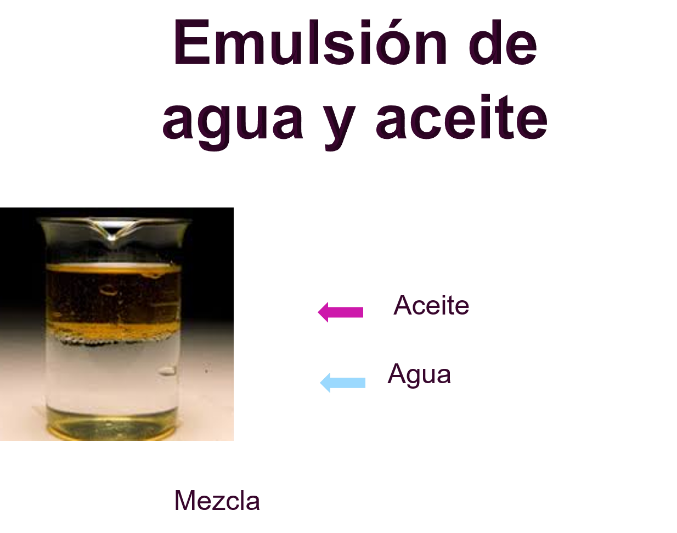 Emulsión de
agua y aceite
Aceite
Agua
Mezcla